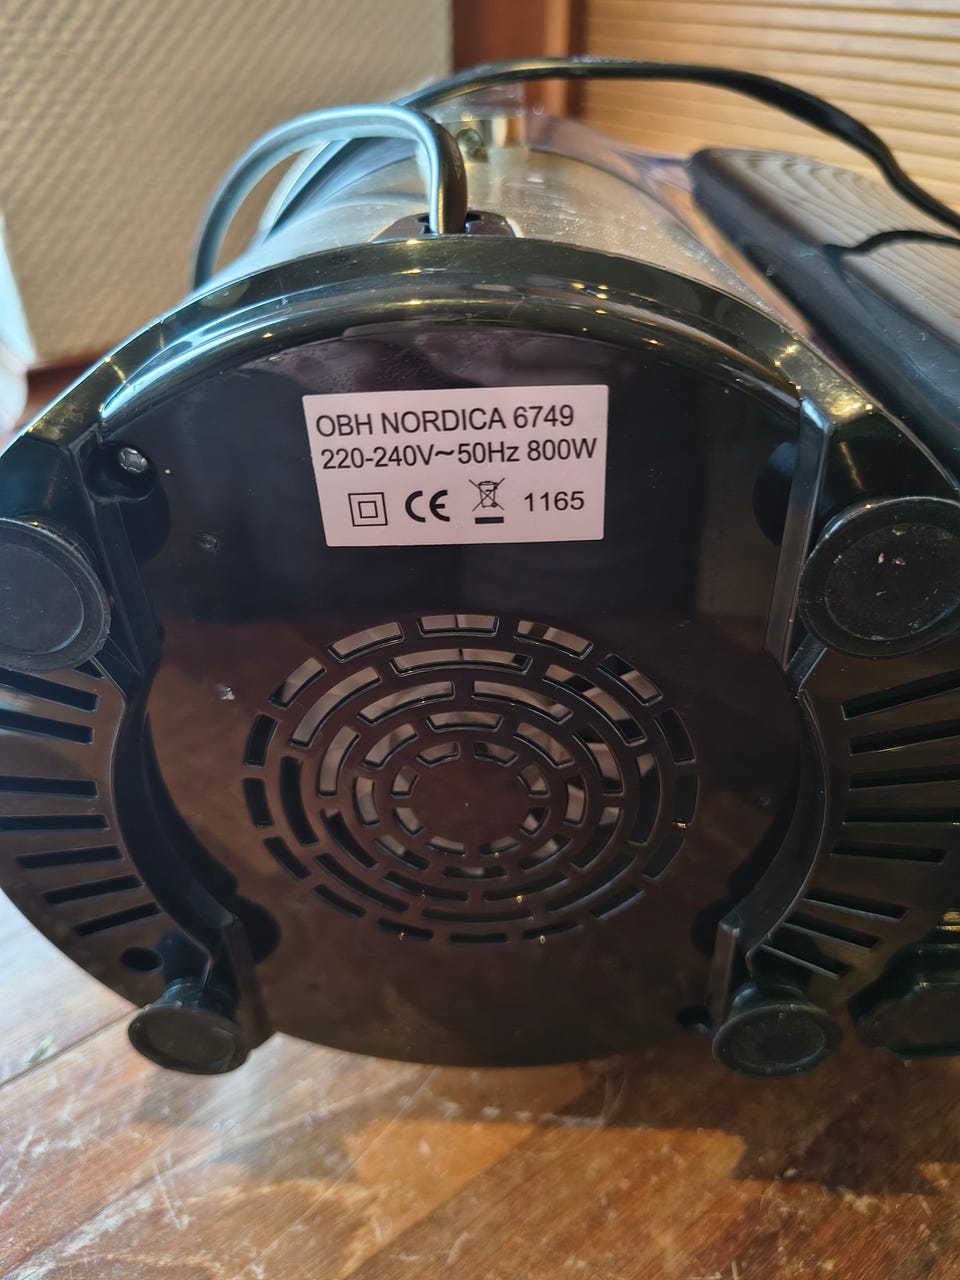 OBH NORDICA 6749
220-240V~50Hz 800W
CE 1165